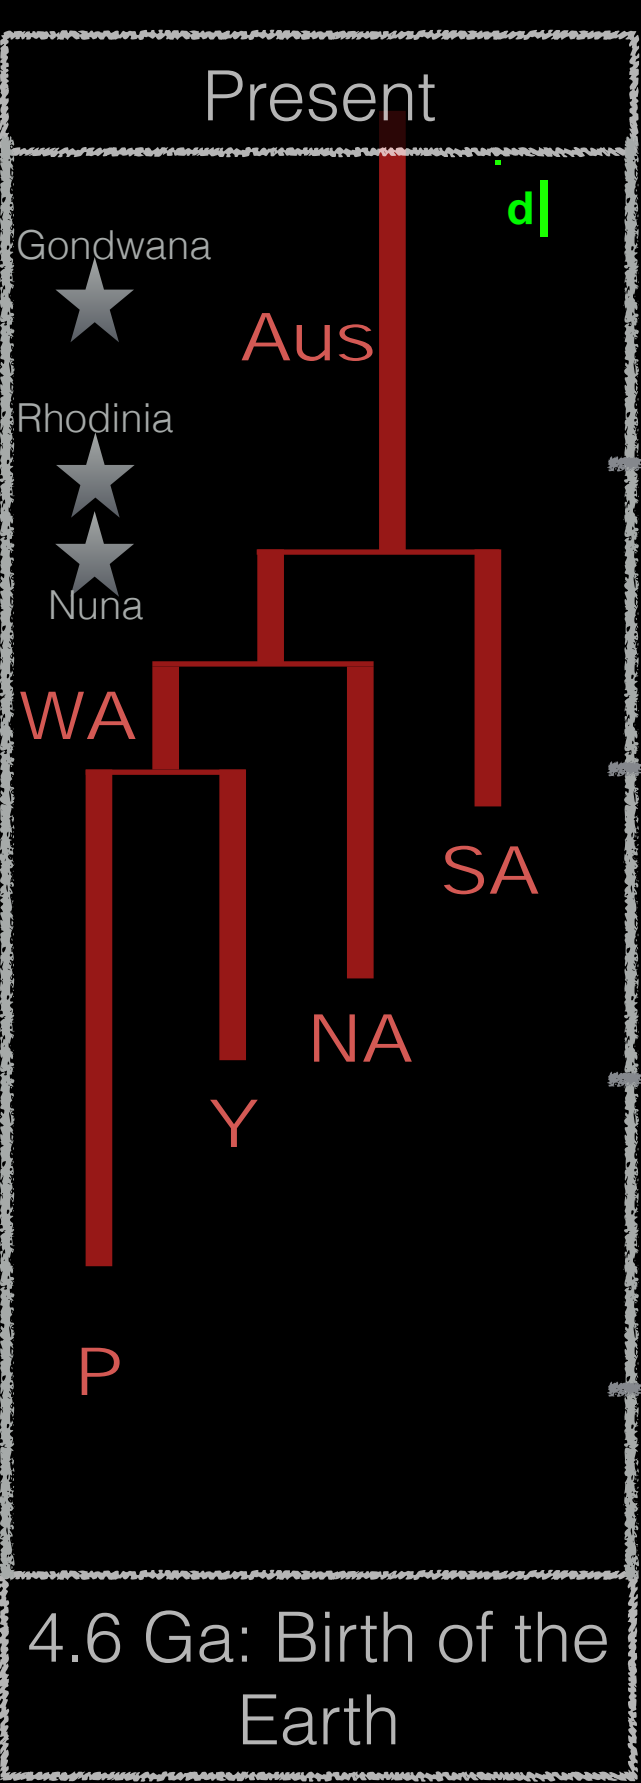 Present
d
Gondwana
Aus
Rhodinia
Nuna
WA
SA
NA
Y
P
4.6 Ga: Birth of the
Earth